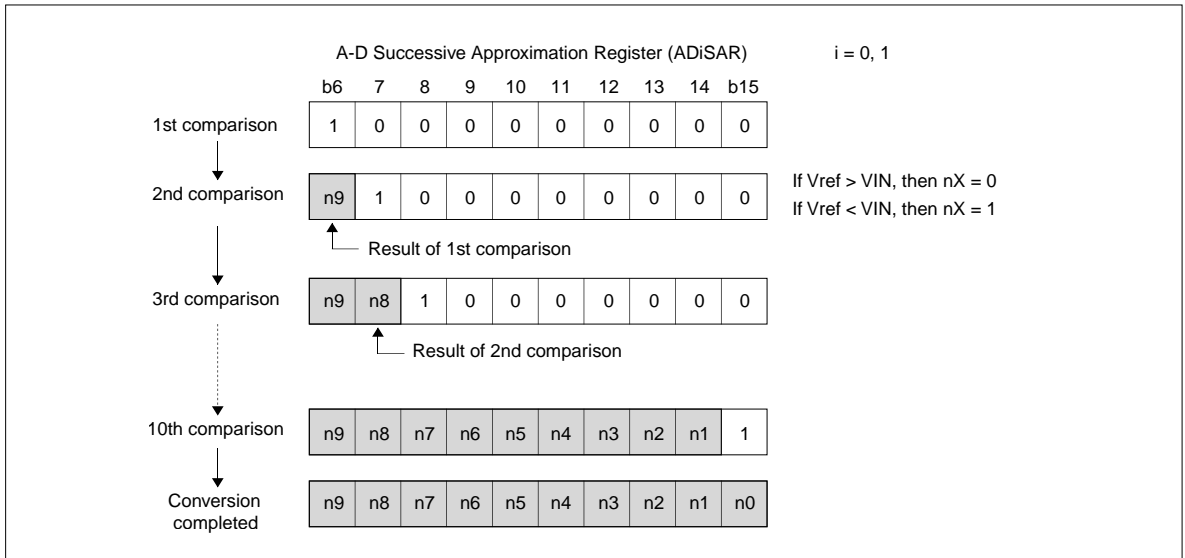 A-D Successive Approximation Register (ADiSAR) i = 0, 1
b6 7 8 9 10 11 12 13 14 b15
1st comparison 1 0 0 0 0 0 0 0 0 0
2nd comparison n9 1 0 0 0 0 0 0 0 0
If Vref > VIN, then nX = 0
If Vref < VIN, then nX = 1
Result of 1st comparison
3rd comparison n9 n8 1 0 0 0 0 0 0 0
Result of 2nd comparison
10th comparison n9 n8 n7 n6 n5 n4 n3 n2 n1 1
Conversion
completed
n9 n8 n7 n6 n5 n4 n3 n2 n1 n0